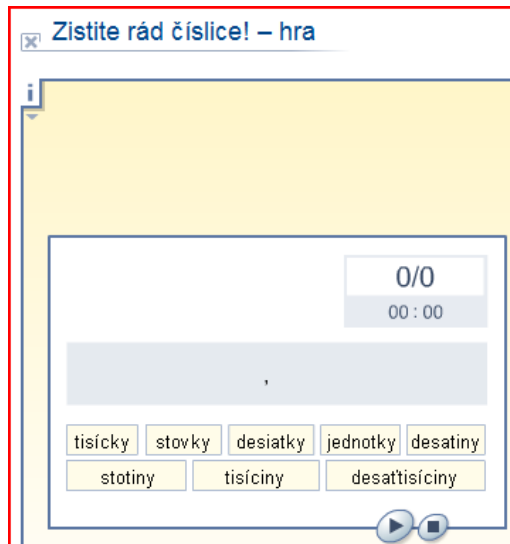 Zistite rád číslice! – hra
i
0/0
00 : 00
,
tisícky stovky desiatky jednotky desatiny
stotiny tisíciny desaťtisíciny